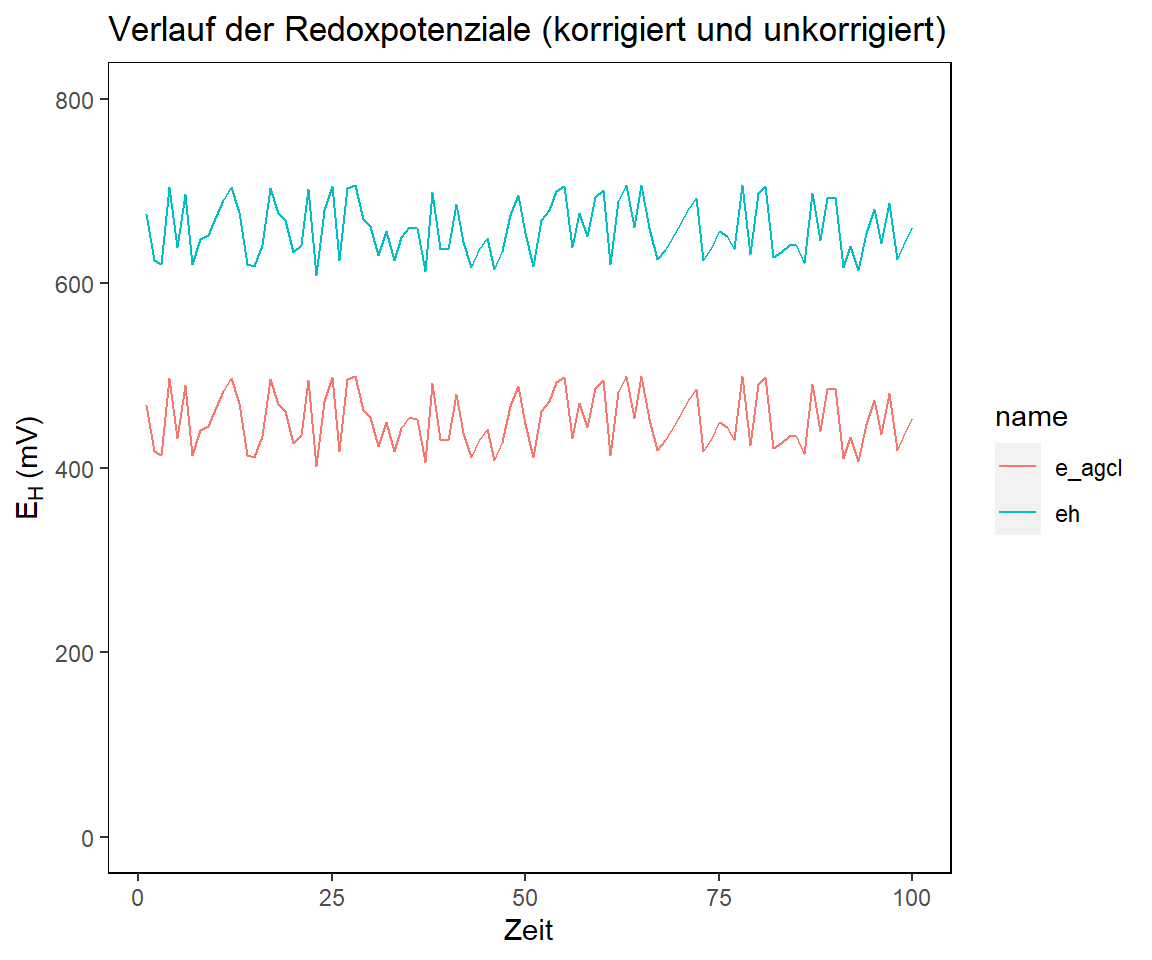 Verlauf der Redoxpotenziale (korrigiert und unkorrigiert)
800
600
400
200
0
E_H (mV)
0 25 50 75 100
Zeit
name
e_agcl
eh